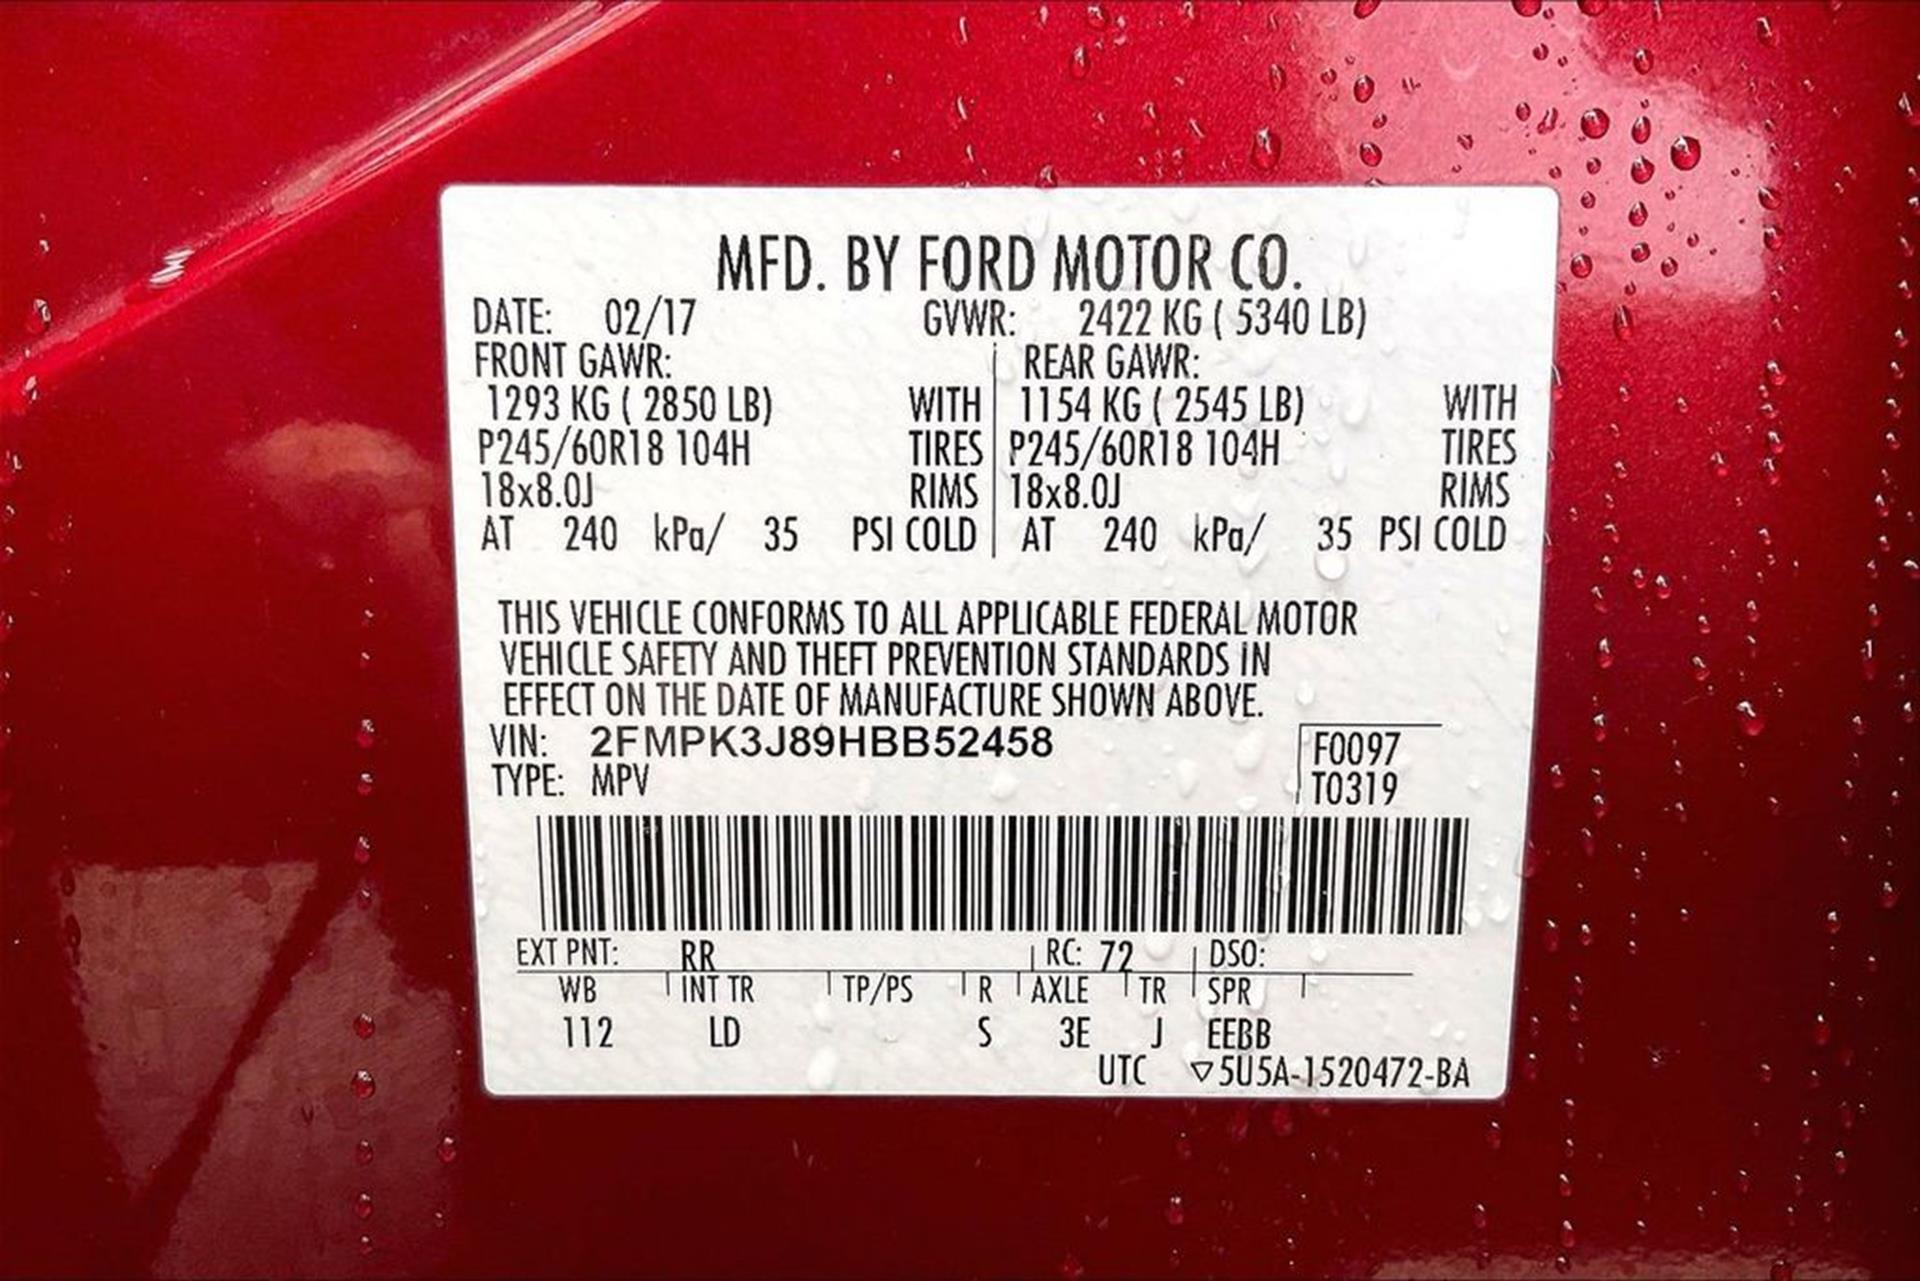 MFD. BY FORD MOTOR CO.
DATE: 02/17 GVWR: 2422 KG ( 5340 LB)
FRONT GAWR: REAR GAWR:
1293 KG ( 2850 LB) WITH 1154 KG ( 2545 LB) WITH
P245/60R18 104H TIRES P245/60R18 104H TIRES
18x8.0J RIMS 18x8.0J RIMS
AT 240 kPa/ 35 PSI COLD AT 240 kPa/ 35 PSI COLD
THIS VEHICLE CONFORMS TO ALL APPLICABLE FEDERAL MOTOR
VEHICLE SAFETY AND THEFT PREVENTION STANDARDS IN
EFFECT ON THE DATE OF MANUFACTURE SHOWN ABOVE.
VIN: 2FMPK3J89HBB52458 F0097
TYPE: MPV T0319
EXT PNT: RR RC: 72 DSO:
WB INT TR TP/PS R AXLE TR SPR
112 LD S 3E J EEBB
UTC ▽5U5A-1520472-BA